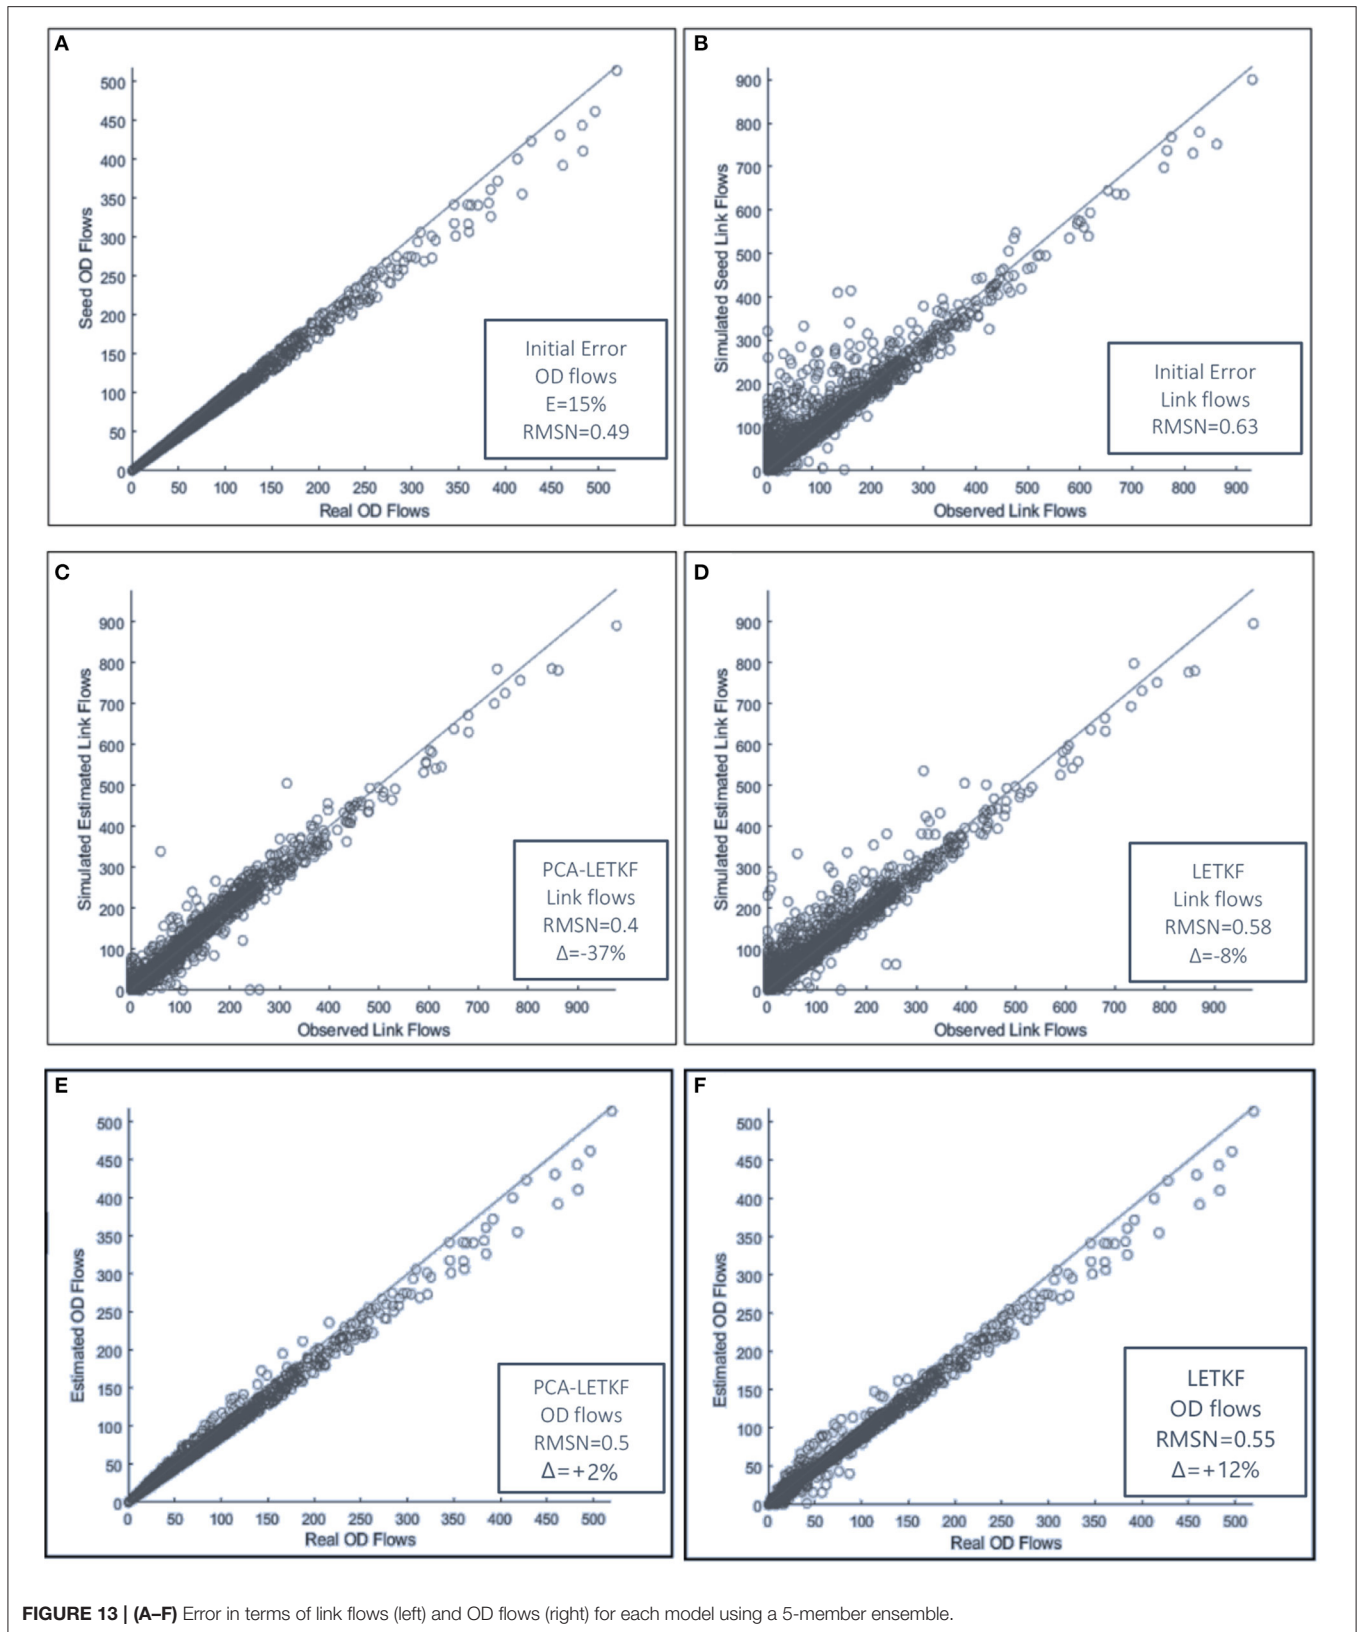 A
Seed OD Flows
500
450
400
350
300
250
200
150
100
50
0
0 50 100 150 200 250 300 350 400 450 500
Real OD Flows
Initial Error
OD flows
E=15%
RMSN=0.49
B
Simulated Seed Link Flows
900
800
700
600
500
400
300
200
100
0
0 100 200 300 400 500 600 700 800 900
Observed Link Flows
Initial Error
Link flows
RMSN=0.63
C
Simulated Estimated Link Flows
900
800
700
600
500
400
300
200
100
0
0 100 200 300 400 500 600 700 800 900
Observed Link Flows
PCA-LETKF
Link flows
RMSN=0.4
Δ=-37%
D
Simulated Estimated Link Flows
900
800
700
600
500
400
300
200
100
0
0 100 200 300 400 500 600 700 800 900
Observed Link Flows
LETKF
Link flows
RMSN=0.58
Δ=-8%
E
Estimated OD Flows
500
450
400
350
300
250
200
150
100
50
0
0 50 100 150 200 250 300 350 400 450 500
Real OD Flows
PCA-LETKF
OD flows
RMSN=0.5
Δ=+2%
F
Estimated OD Flows
500
450
400
350
300
250
200
150
100
50
0
0 50 100 150 200 250 300 350 400 450 500
Real OD Flows
LETKF
OD flows
RMSN=0.55
Δ=+12%
FIGURE 13 | (A–F) Error in terms of link flows (left) and OD flows (right) for each model using a 5-member ensemble.